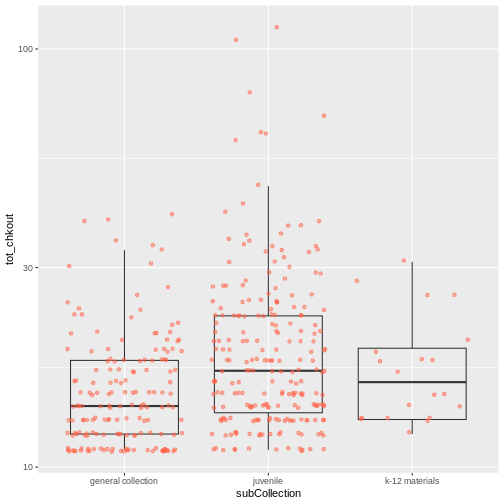 100
30
10
tot_chkout
general collection
juvenile
k-12 materials
subCollection